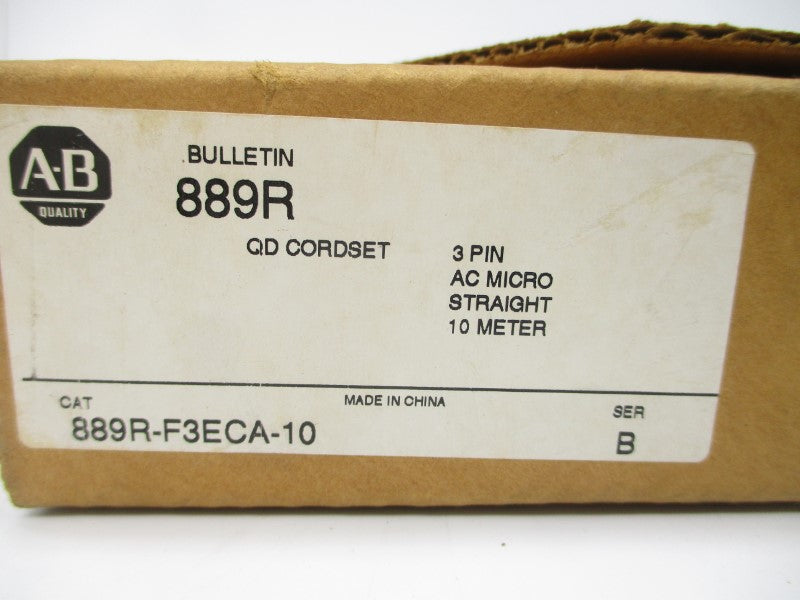 A-B
QUALITY
BULLETIN
889R
QD CORDSET
3 PIN
AC MICRO
STRAIGHT
10 METER
CAT
889R-F3ECA-10
MADE IN CHINA
SER
B